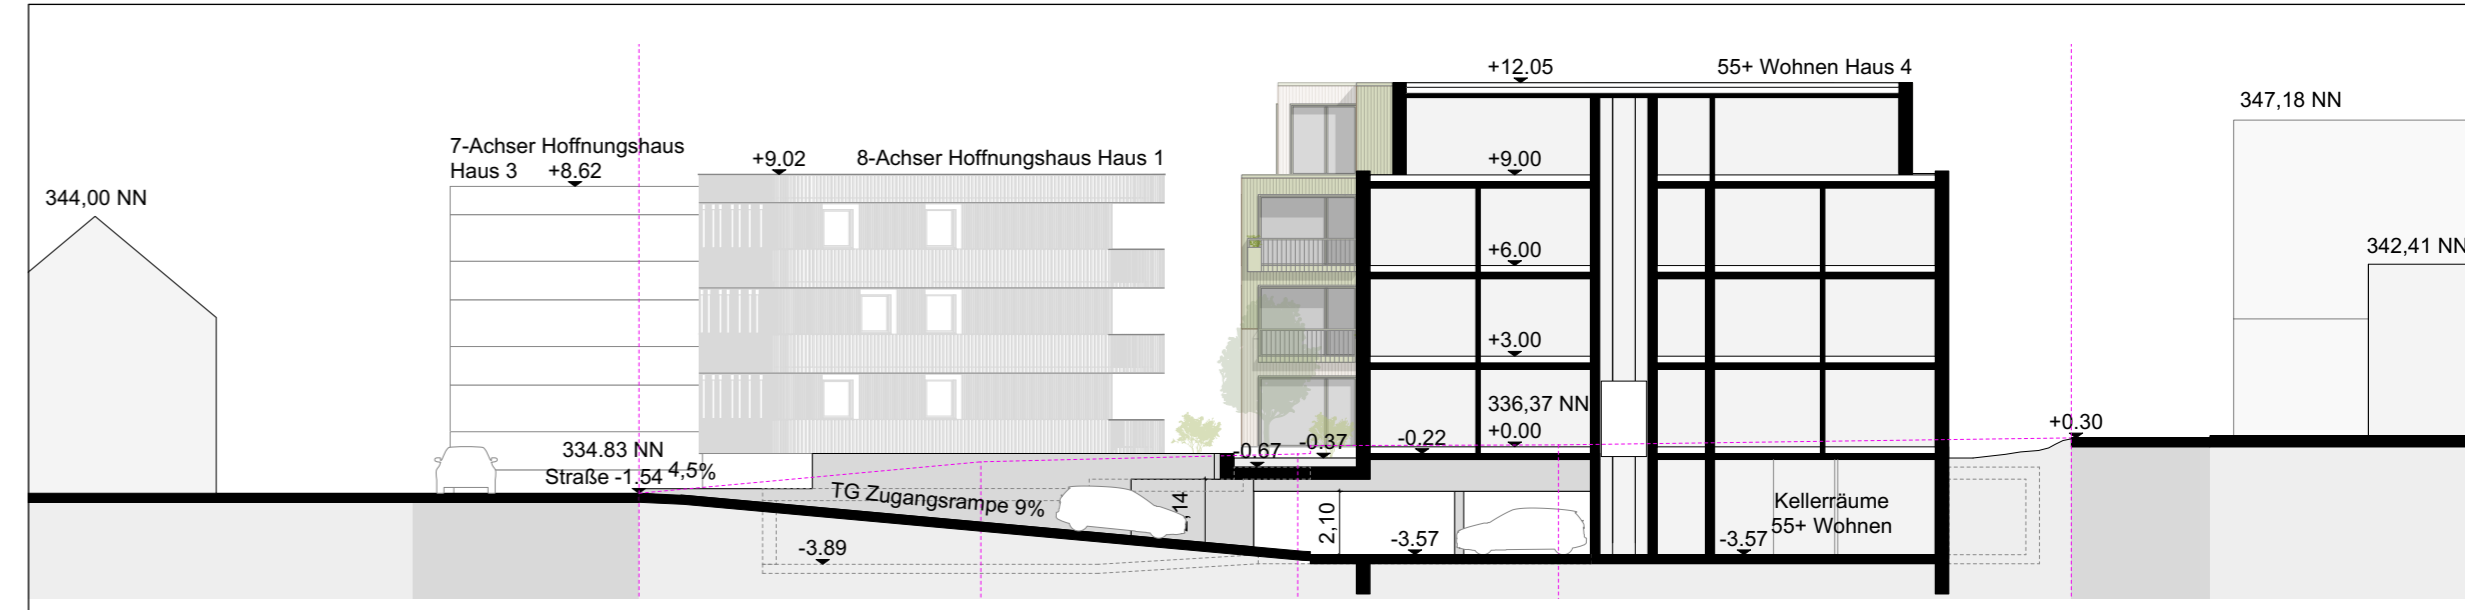 +12.05
55+ Wohnen Haus 4
347,18 NN
7-Achser Hoffnungshaus
Haus 3 +8.62
+9.02
8-Achser Hoffnungshaus Haus 1
+9.00
344,00 NN
+6.00
342,41 NN
+3.00
336,37 NN
+0.00
+0.30
-0.67
-0.37
-0.22
334.83 NN
Straße -1.54
4,5%
TG Zugangsrampe 9%
2,10
-3.89
-3.57
-3.57
Kellerräume
55+ Wohnen